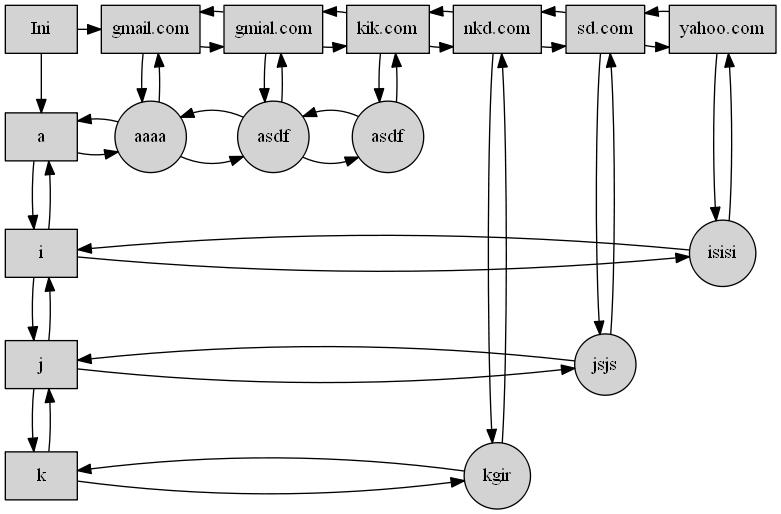 Ini
gmail.com
gmial.com
kik.com
nkd.com
sd.com
yahoo.com
a
aaaa
asdf
asdf
i
isisi
j
jsjs
k
kgir